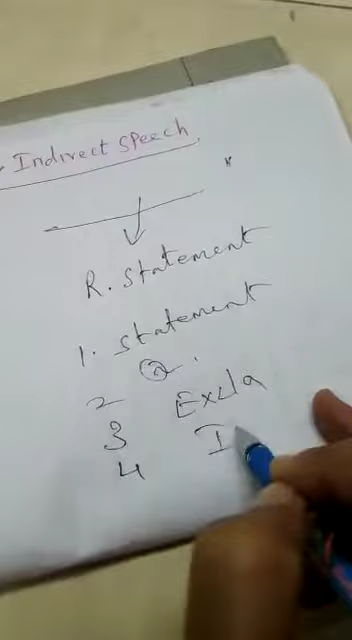 Indirect Speech
R. Statement
1. Statement
2 Q.
3 Excla
4 I